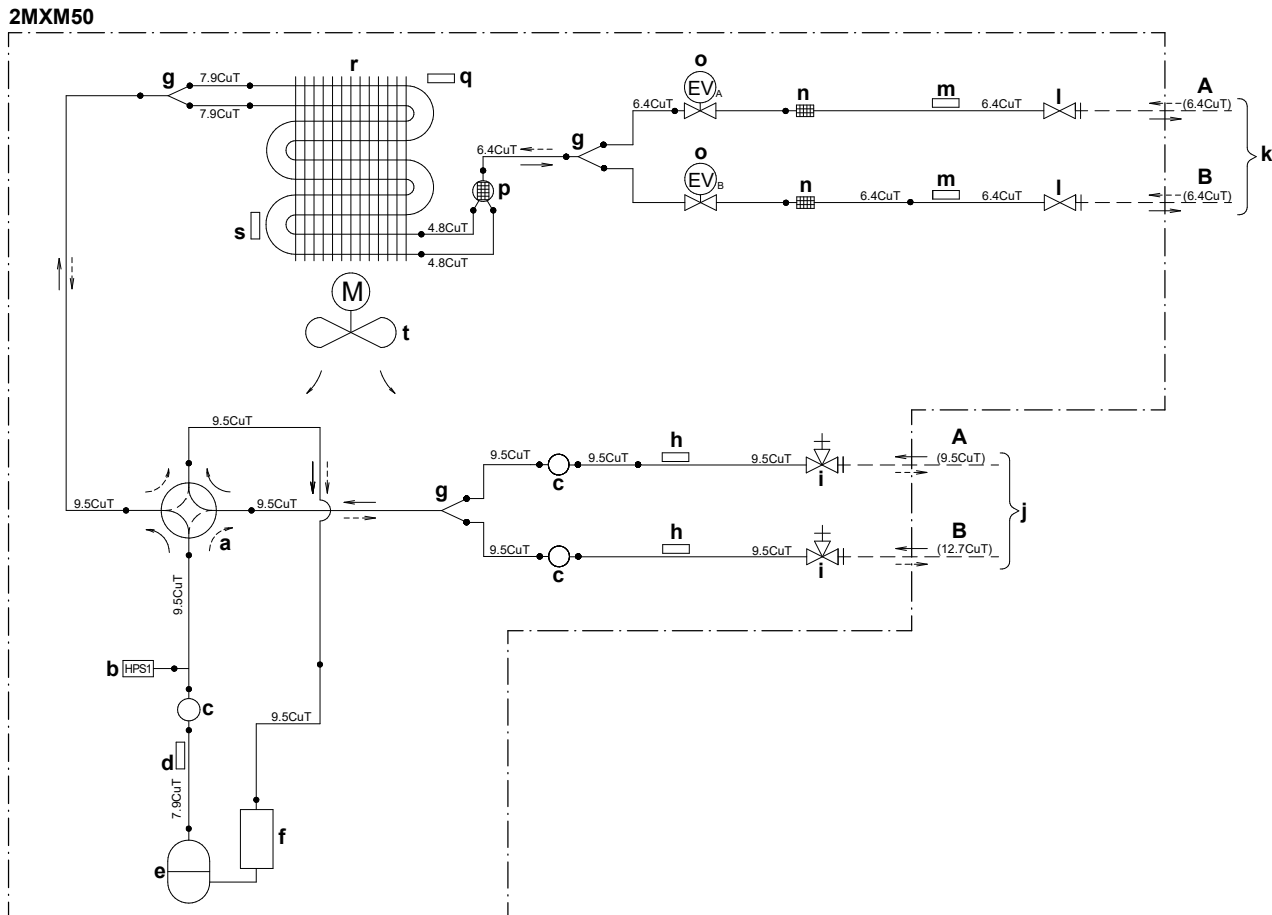 2MXM50
g 7.9CuT r q
7.9CuT
o
EVA
6.4CuT n m 6.4CuT l A
(6.4CuT)
6.4CuT g k
o
EVB
n 6.4CuT m 6.4CuT l B
(6.4CuT)
p
s 4.8CuT
4.8CuT
M
t
9.5CuT
9.5CuT 9.5CuT
a
g
9.5CuT c 9.5CuT h 9.5CuT i A
(9.5CuT)
j
9.5CuT c h 9.5CuT i B
(12.7CuT)
9.5CuT
b HPS1
c
9.5CuT
d
7.9CuT
f
e